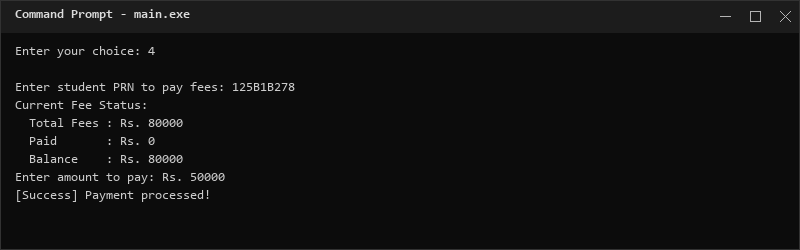 Command Prompt - main.exe
Enter your choice: 4
Enter student PRN to pay fees: 125B1B278
Current Fee Status:
  Total Fees : Rs. 80000
  Paid       : Rs. 0
  Balance    : Rs. 80000
Enter amount to pay: Rs. 50000
[Success] Payment processed!